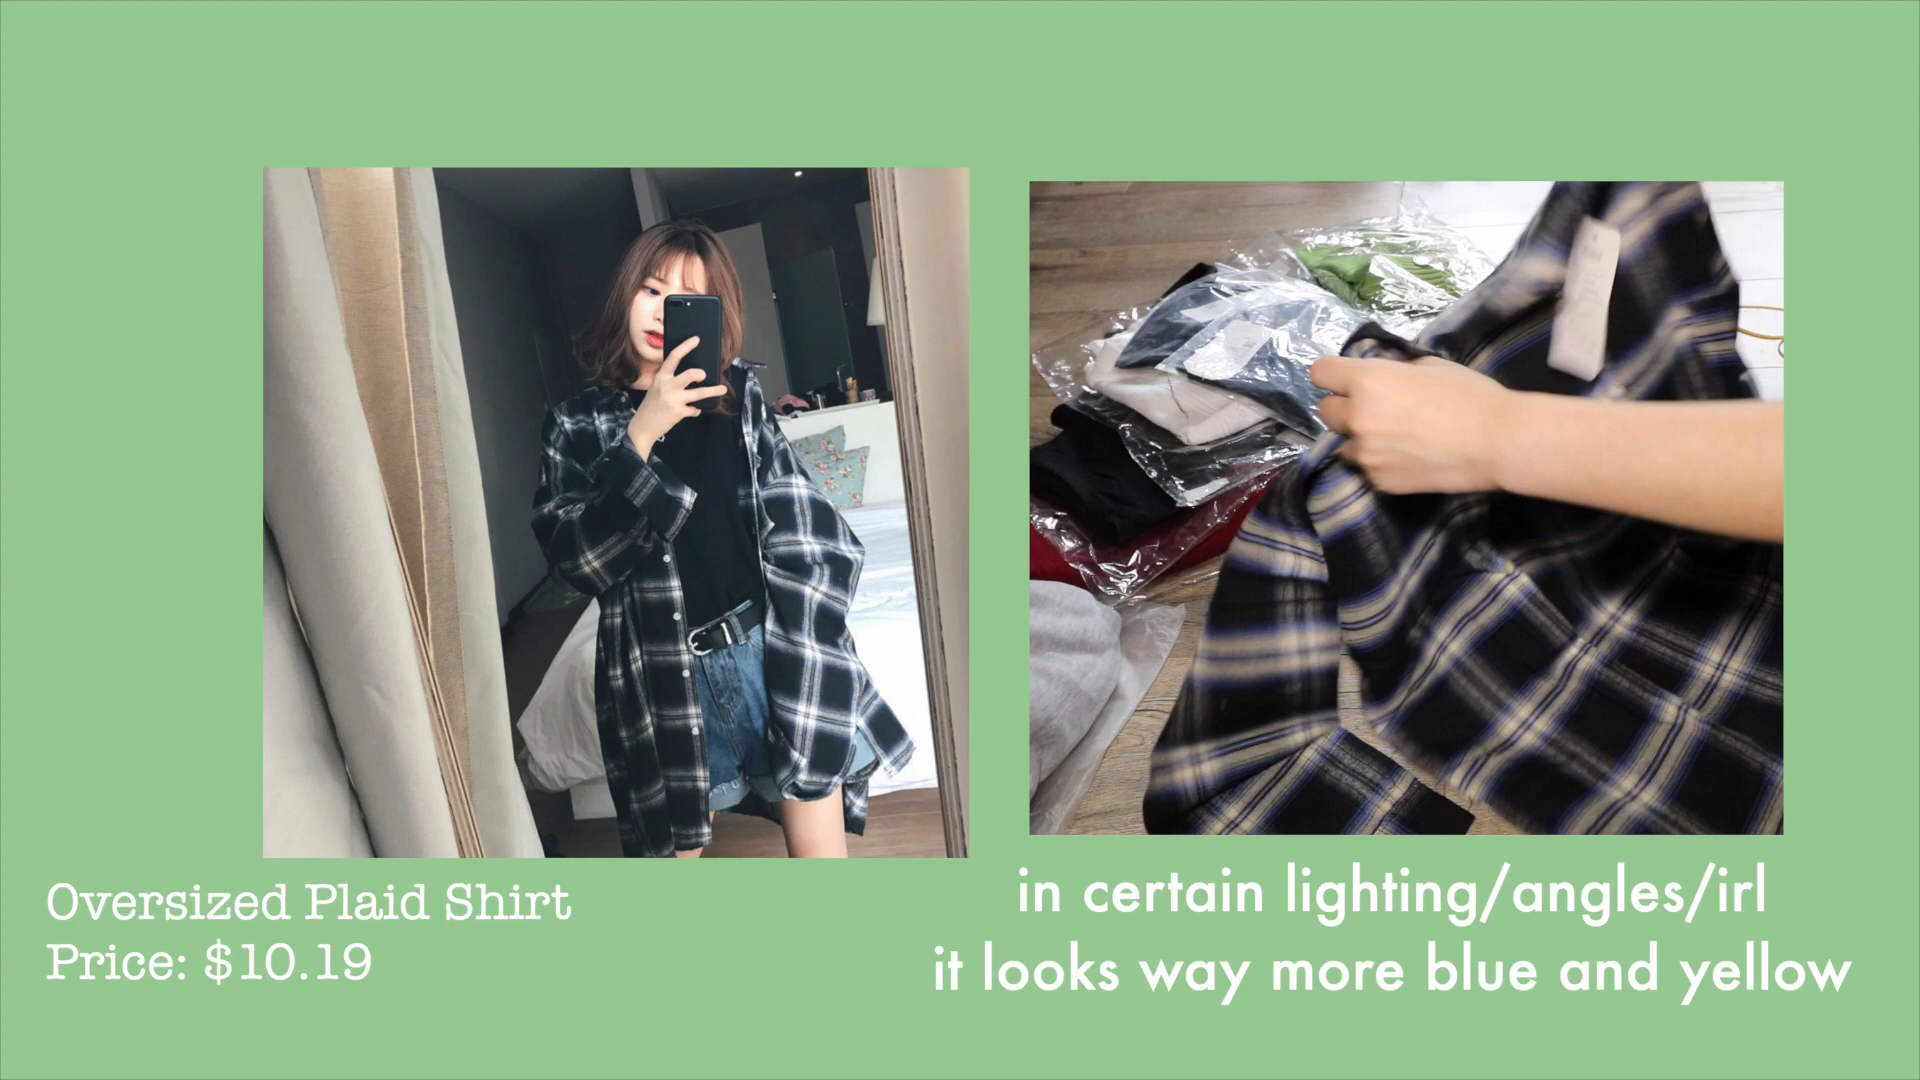 Oversized Plaid Shirt
Price: $10.19
in certain lighting/angles/irl
it looks way more blue and yellow